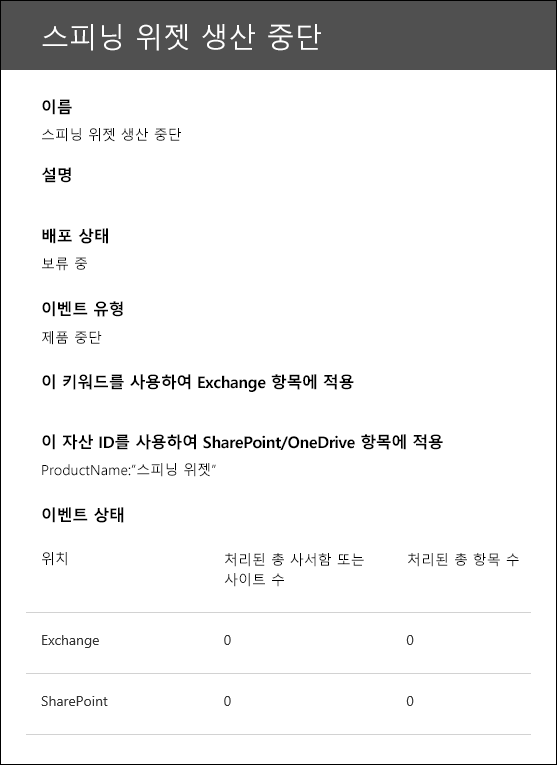 스피닝 위젯 생산 중단
이름
스피닝 위젯 생산 중단
설명
배포 상태
보류 중
이벤트 유형
제품 중단
이 키워드를 사용하여 Exchange 항목에 적용
이 자산 ID를 사용하여 SharePoint/OneDrive 항목에 적용
ProductName:"스피닝 위젯"
이벤트 상태
위치 처리된 총 사서함 또는 처리된 총 항목 수
사이트 수
Exchange 0 0
SharePoint 0 0